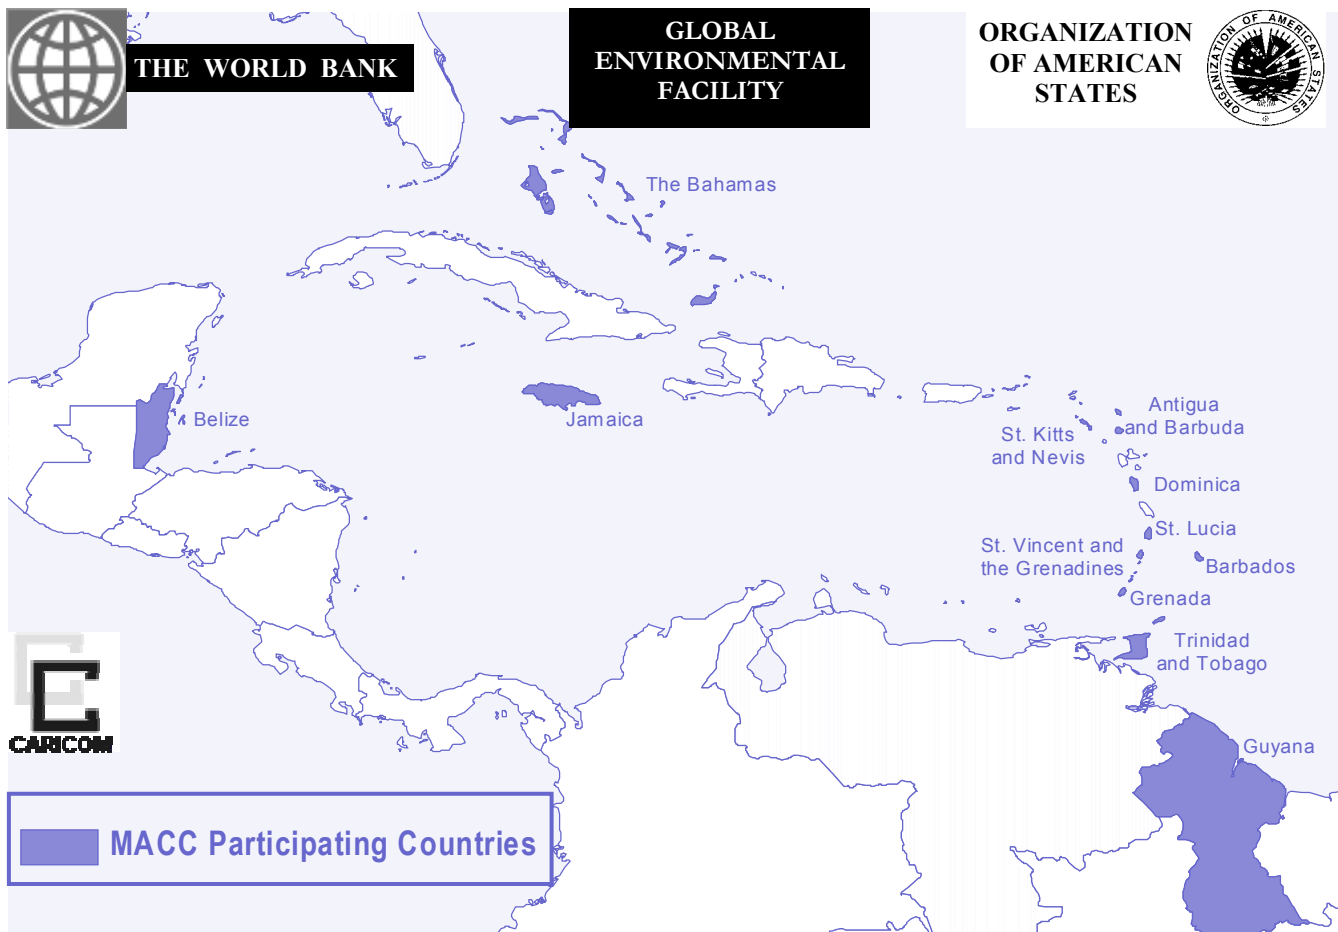 THE WORLD BANK
GLOBAL
ENVIRONMENTAL
FACILITY
ORGANIZATION
OF AMERICAN
STATES
ORGANIZATION OF AMERICAN STATES
The Bahamas
Belize
Jamaica
Antigua
and Barbuda
St. Kitts
and Nevis
Dominica
St. Lucia
St. Vincent and
the Grenadines
Barbados
Grenada
Trinidad
and Tobago
Guyana
CARICOM
MACC Participating Countries